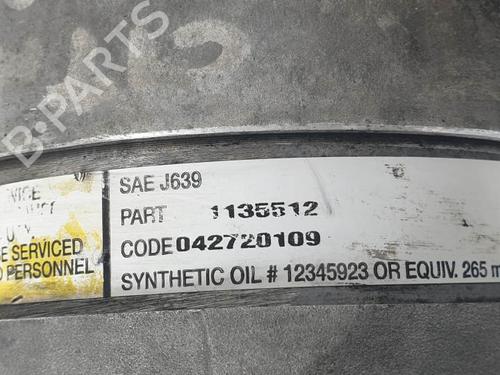 B-PARTS
SAE J639
PART 1135512
CODE 042720109
SYNTHETIC OIL # 12345923 OR EQUIV. 265 m
SERVICED
PERSONNEL